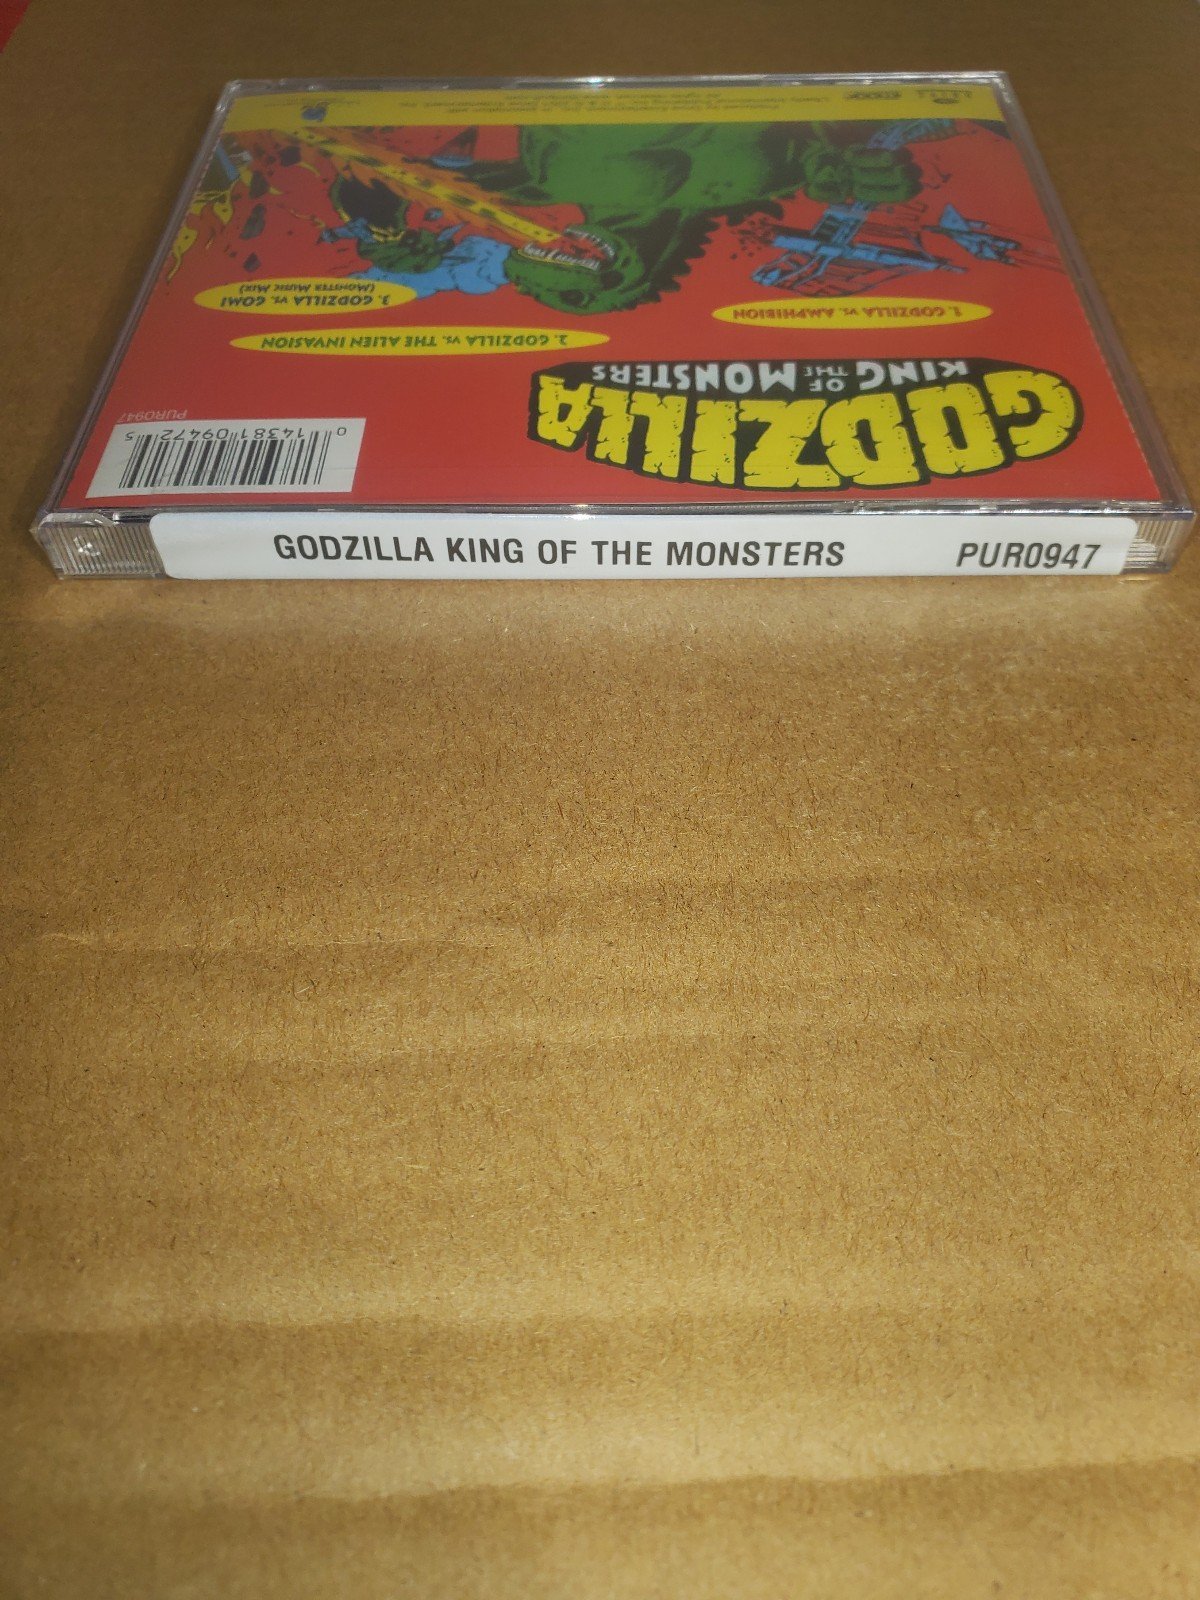 GODZILLA
KING OF THE MONSTERS
1. GODZILLA VS. AMPHIBION
2. GODZILLA VS. THE ALIEN INVASION
3. GODZILLA VS. GOMI
(MONSTER MUSIC MIX)
PUR0947
0 14381 09472 5
GODZILLA KING OF THE MONSTERS PUR0947